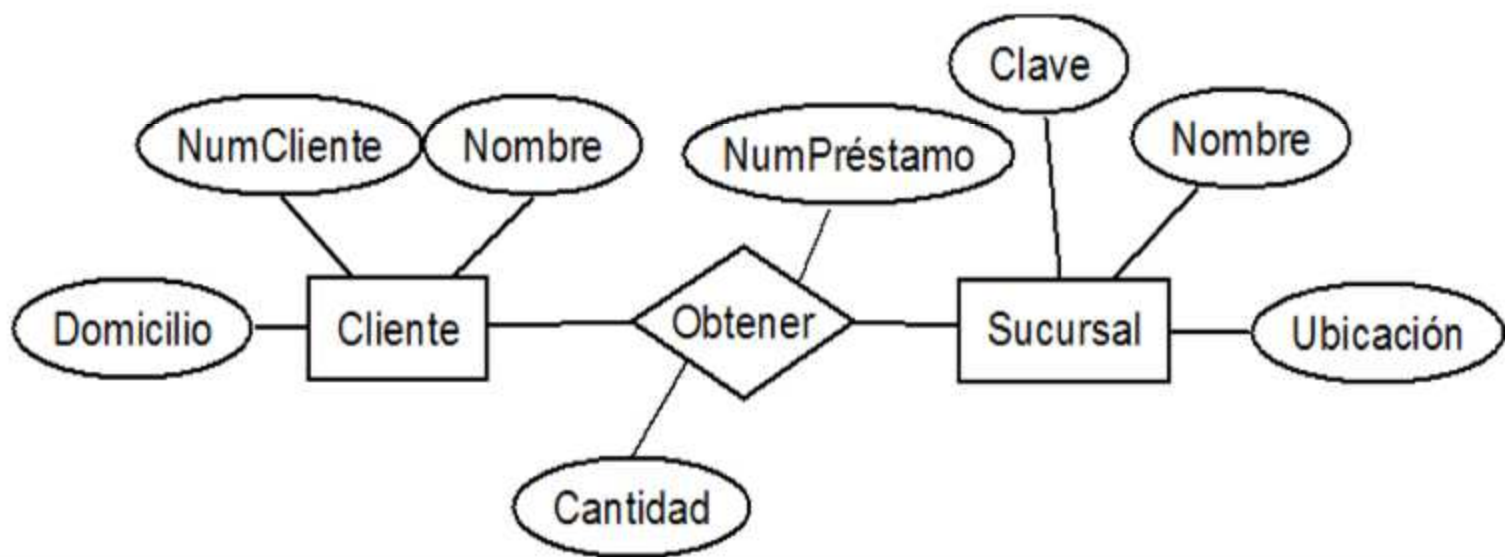 Clave
NumCliente
Nombre
NumPréstamo
Nombre
Domicilio
Cliente
Obtener
Sucursal
Ubicación
Cantidad